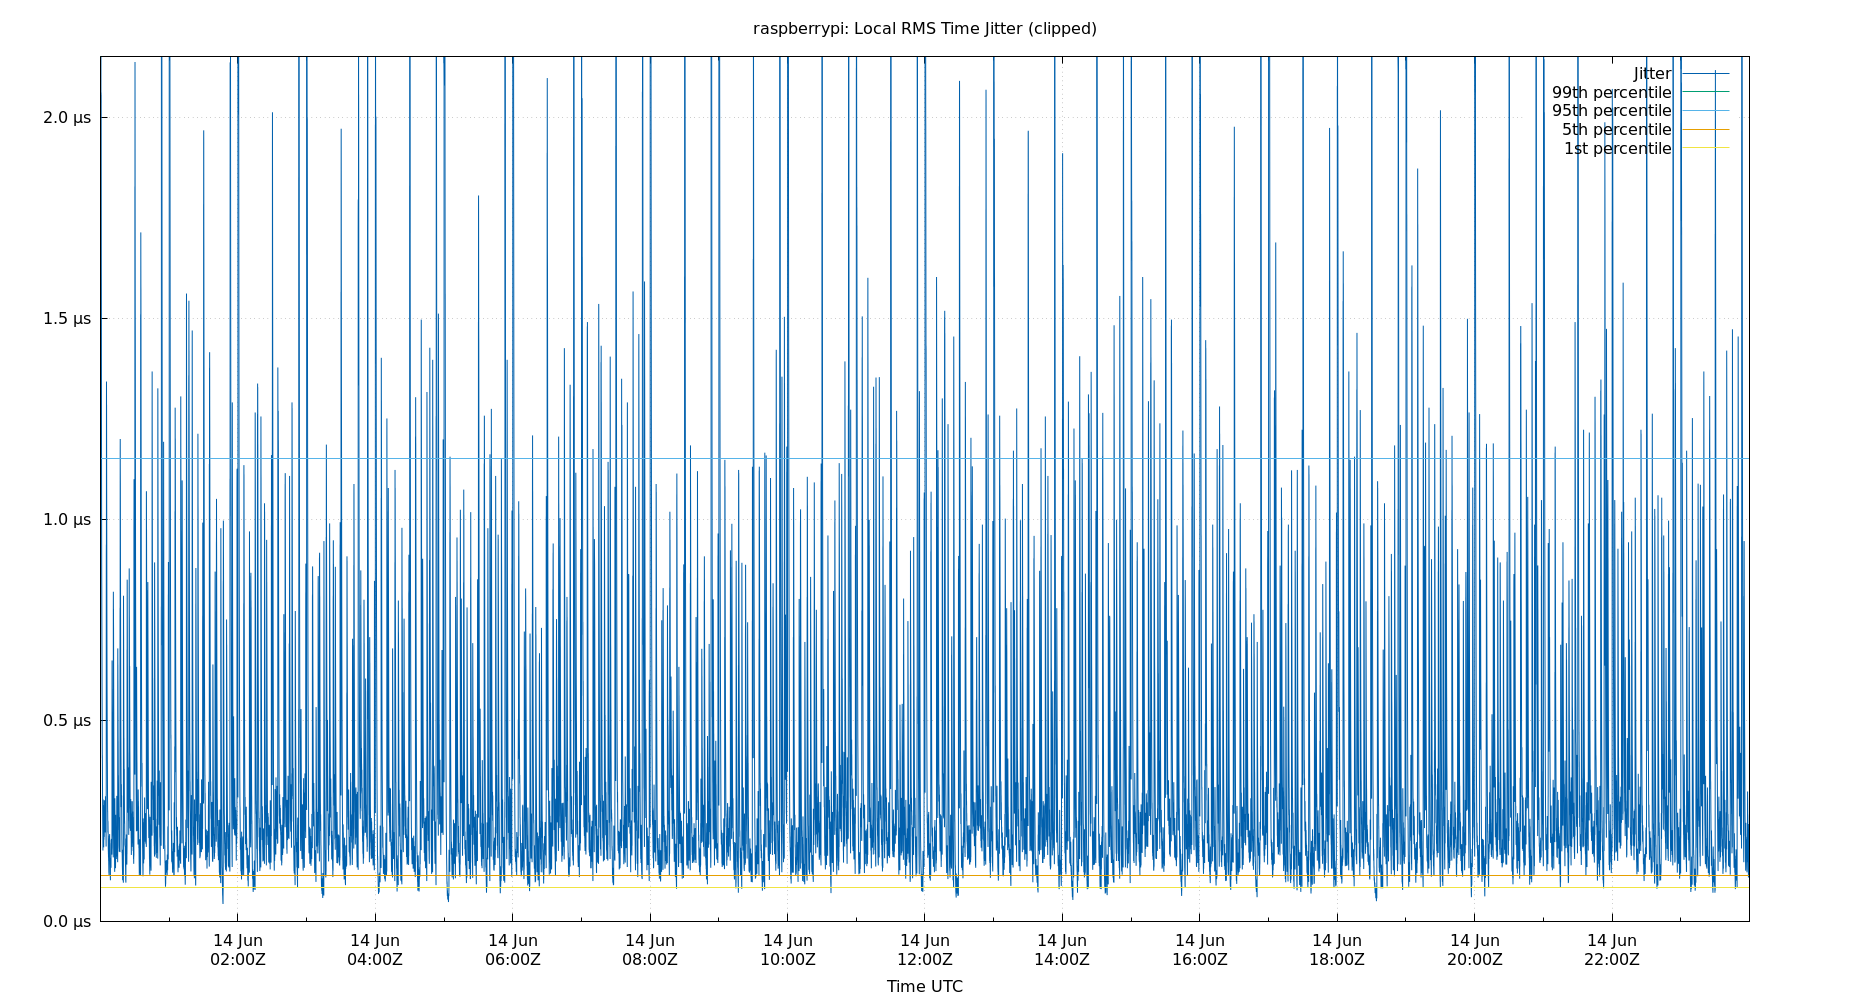 raspberrypi: Local RMS Time Jitter (clipped)
Jitter
99th percentile
95th percentile
5th percentile
1st percentile
2.0 µs
1.5 µs
1.0 µs
0.5 µs
0.0 µs
14 Jun 14 Jun 14 Jun 14 Jun 14 Jun 14 Jun 14 Jun 14 Jun 14 Jun 14 Jun 14 Jun
02:00Z 04:00Z 06:00Z 08:00Z 10:00Z 12:00Z 14:00Z 16:00Z 18:00Z 20:00Z 22:00Z
Time UTC